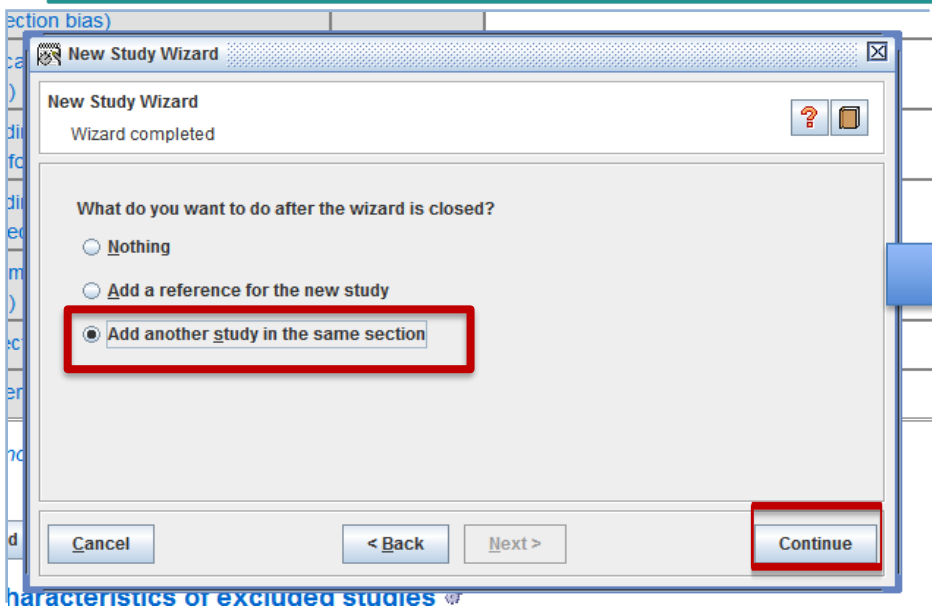 ection bias)
New Study Wizard
New Study Wizard
Wizard completed
?
What do you want to do after the wizard is closed?
Nothing
Add a reference for the new study
Add another study in the same section
Cancel
< Back
Next >
Continue
haracteristics of excluded studies